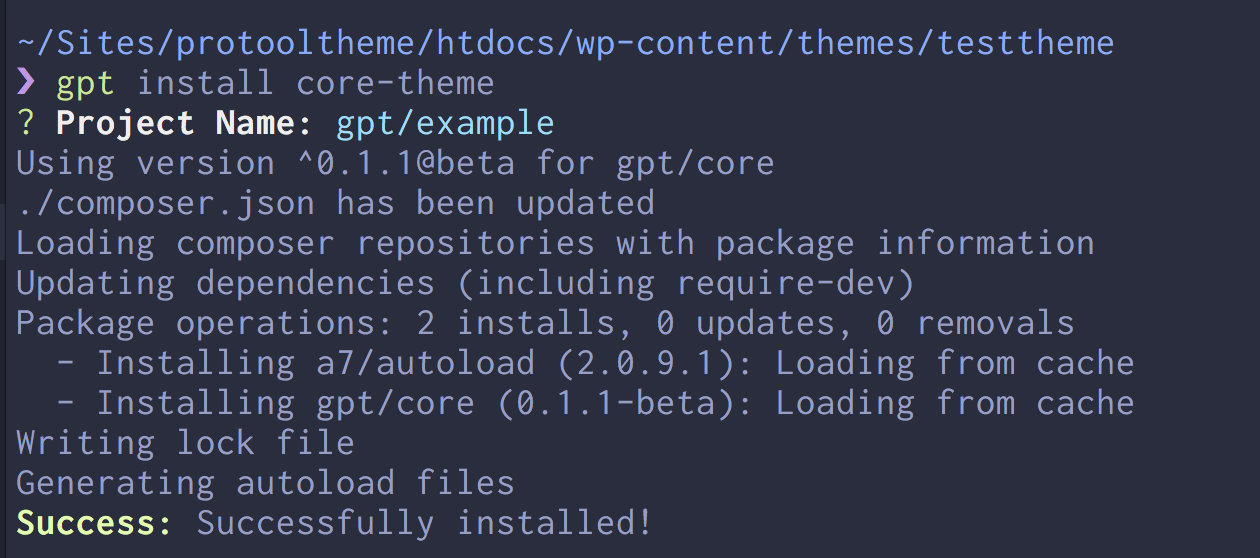 ~/Sites/protooltheme/htdocs/wp-content/themes/testtheme
❯ gpt install core-theme
? Project Name: gpt/example
Using version ^0.1.1@beta for gpt/core
./composer.json has been updated
Loading composer repositories with package information
Updating dependencies (including require-dev)
Package operations: 2 installs, 0 updates, 0 removals
  - Installing a7/autoload (2.0.9.1): Loading from cache
  - Installing gpt/core (0.1.1-beta): Loading from cache
Writing lock file
Generating autoload files
Success: Successfully installed!